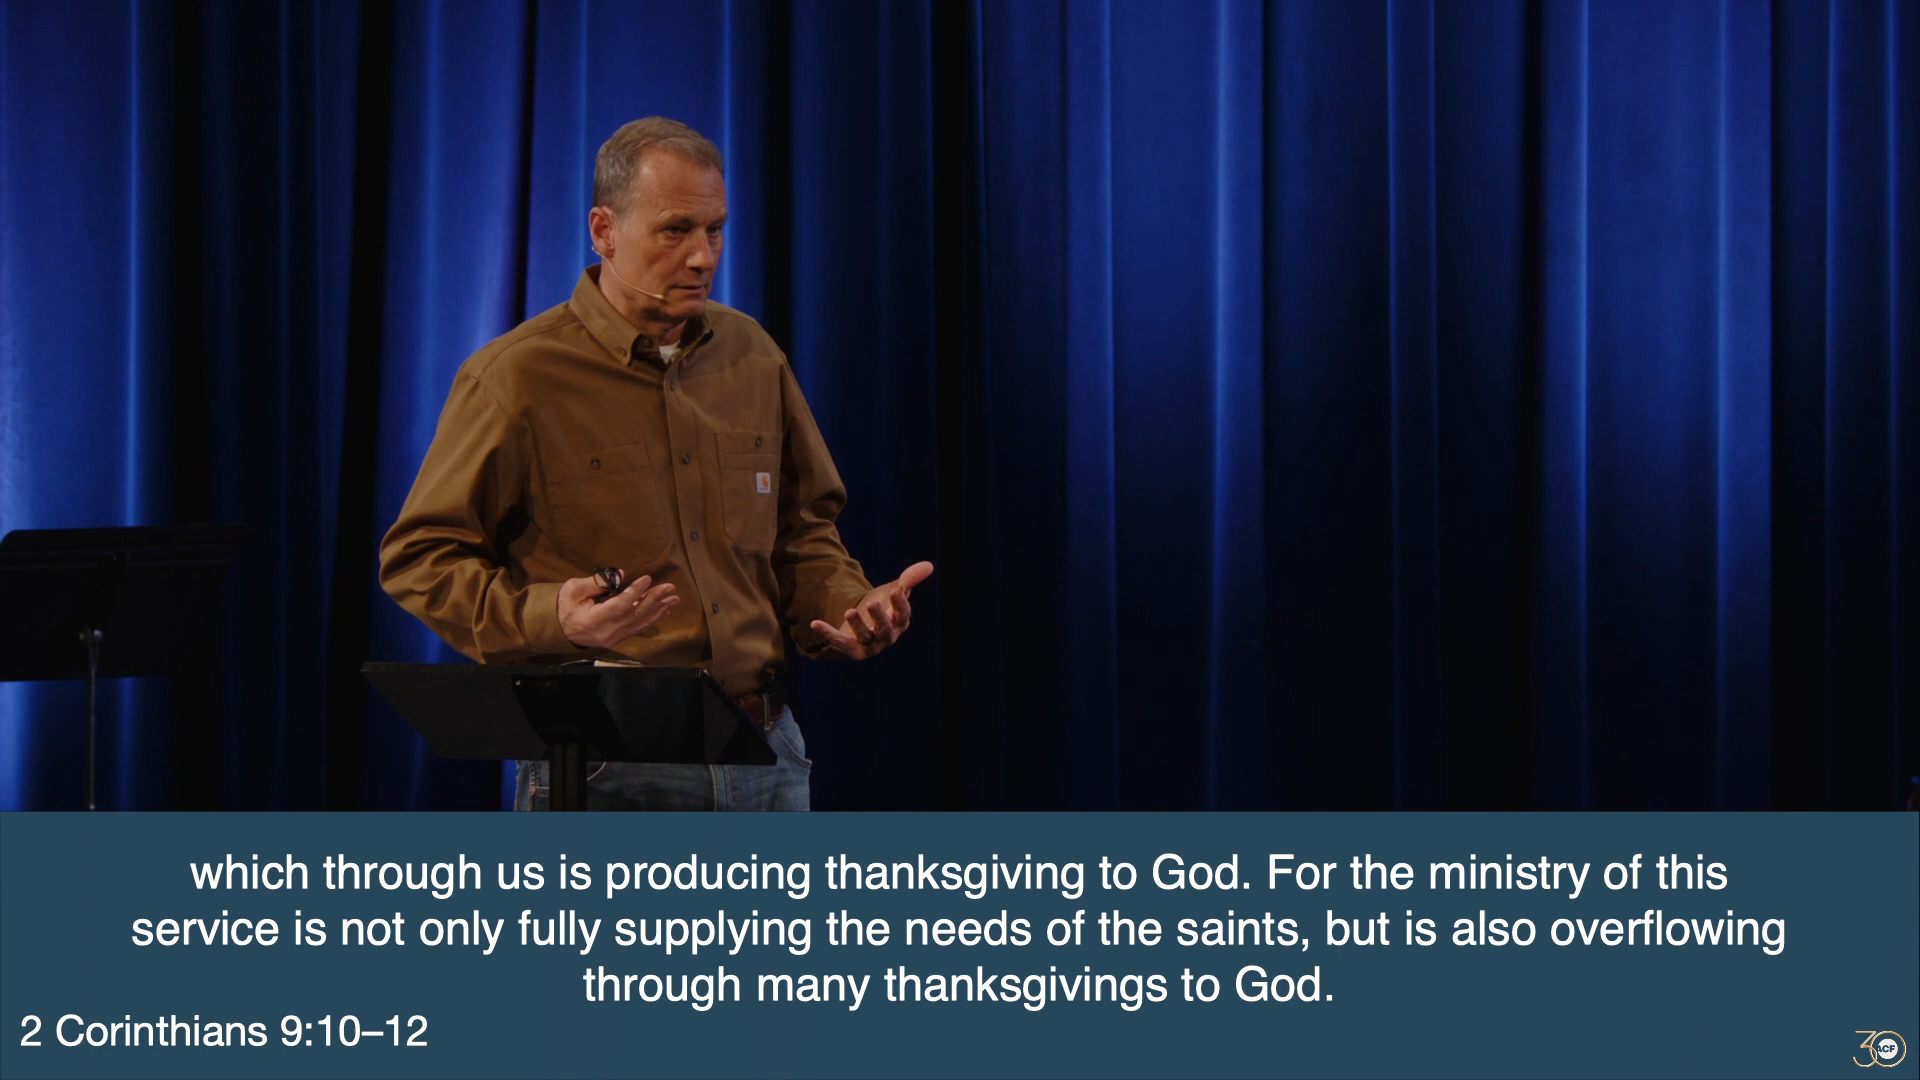 which through us is producing thanksgiving to God. For the ministry of this
service is not only fully supplying the needs of the saints, but is also overflowing
through many thanksgivings to God.
2 Corinthians 9:10–12
30
ACF